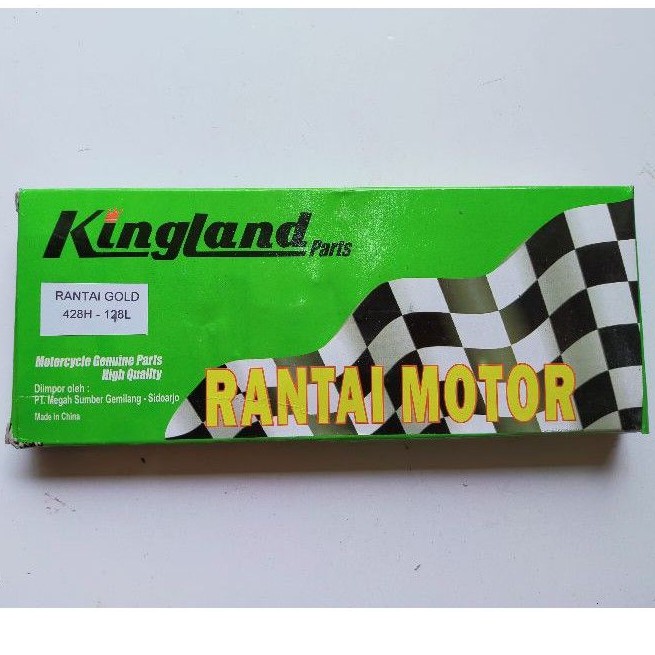 Kingland Parts
RANTAI GOLD
428H - 128L
Motorcycle Genuine Parts
High Quality
Diimpor oleh :
PT. Megah Sumber Gemilang - Sidoarjo
Made in China
RANTAI MOTOR